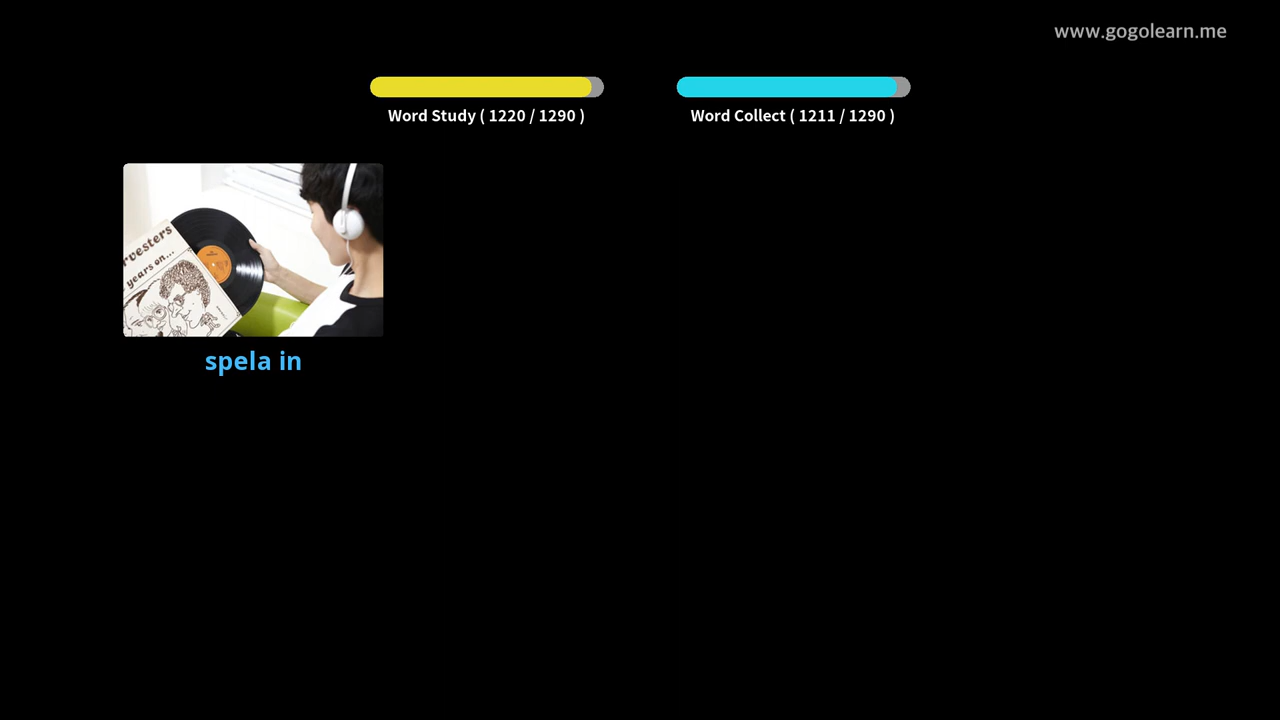 www.gogolearn.me
Word Study ( 1220 / 1290 )
Word Collect ( 1211 / 1290 )
rvesters
years on...
spela in